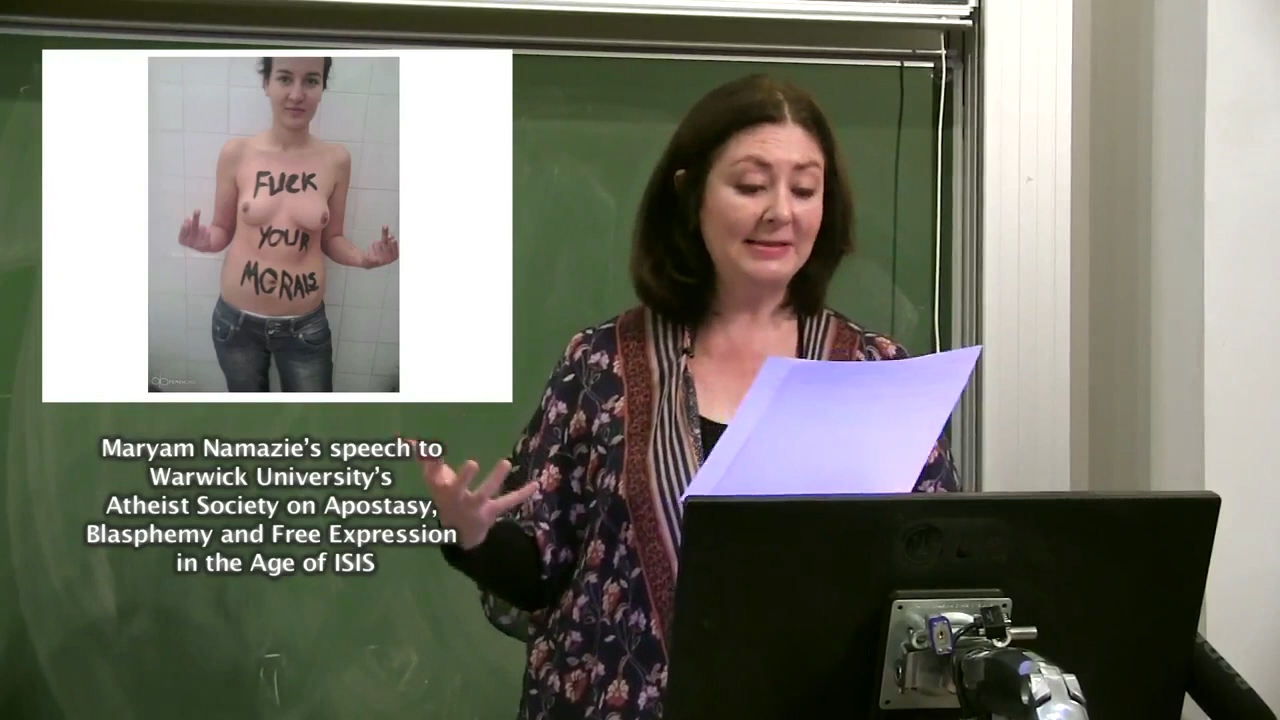 FUCK
YOUR
MORALS
Maryam Namazie's speech to
Warwick University's
Atheist Society on Apostasy,
Blasphemy and Free Expression
in the Age of ISIS